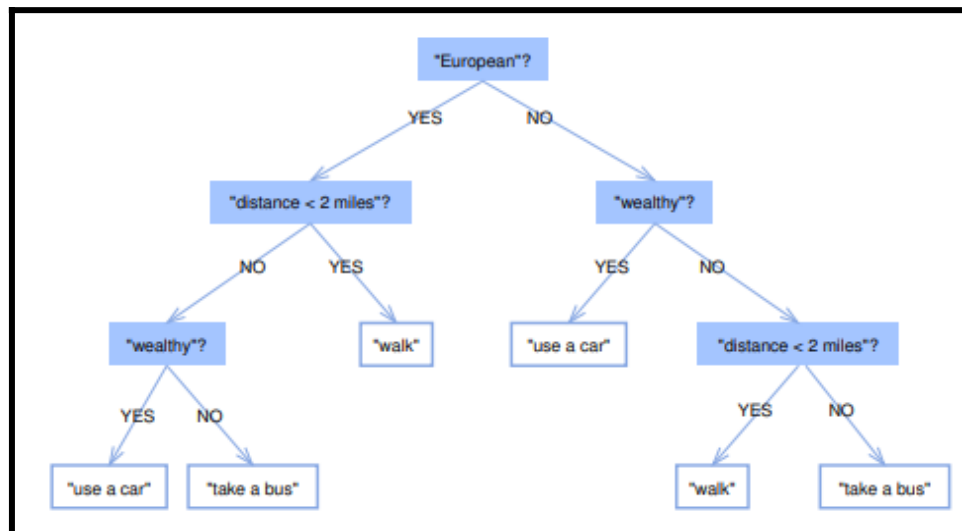 "European"?
YES
NO
"distance < 2 miles"?
"wealthy"?
NO
YES
YES
NO
"wealthy"?
"walk"
"use a car"
"distance < 2 miles"?
YES
NO
YES
NO
"use a car"
"take a bus"
"walk"
"take a bus"